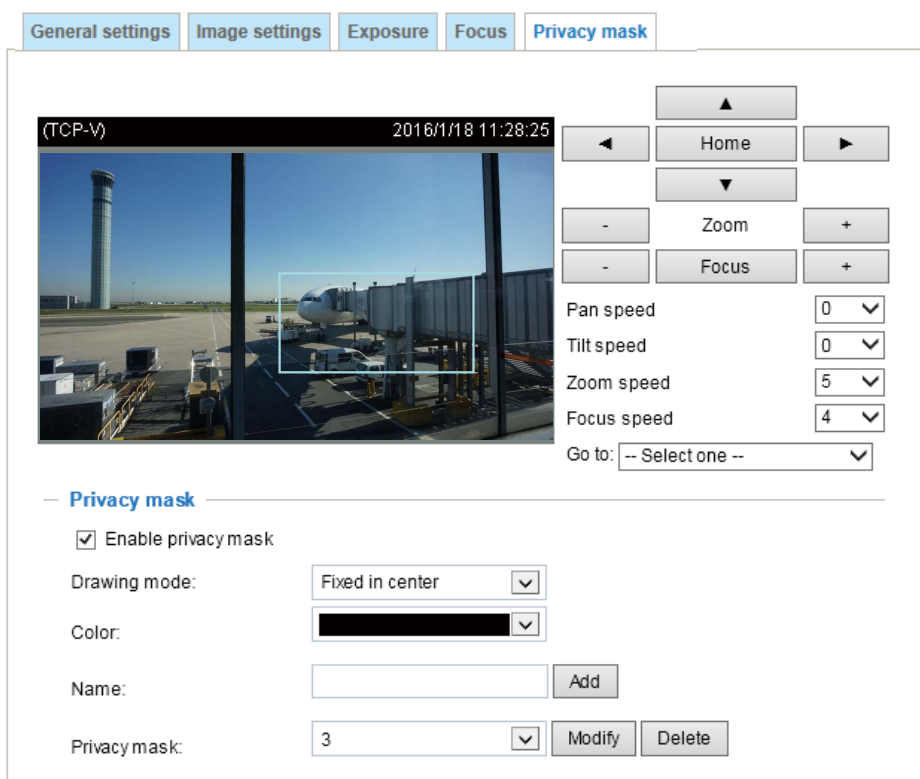 General settings Image settings Exposure Focus Privacy mask
(TCP-V) 2016/1/18 11:28:25
▲
◄ Home ►
▼
- Zoom +
- Focus +
Pan speed 0
Tilt speed 0
Zoom speed 5
Focus speed 4
Go to: -- Select one --
Privacy mask
Enable privacy mask
Drawing mode: Fixed in center
Color:
Name: Add
Privacy mask: 3 Modify Delete